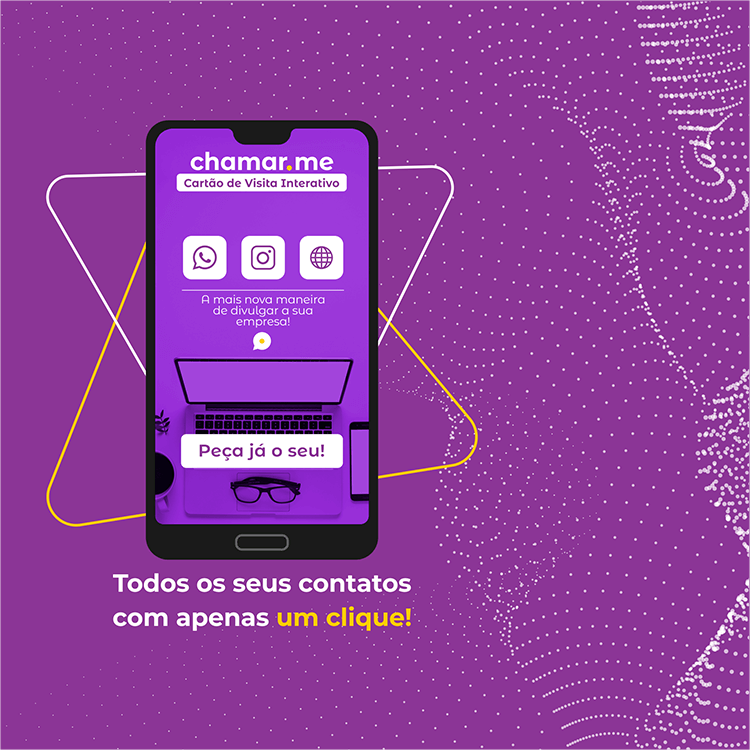 chamar.me
Cartão de Visita Interativo
A mais nova maneira
de divulgar a sua
empresa!
Peça já o seu!
Todos os seus contatos
com apenas um clique!